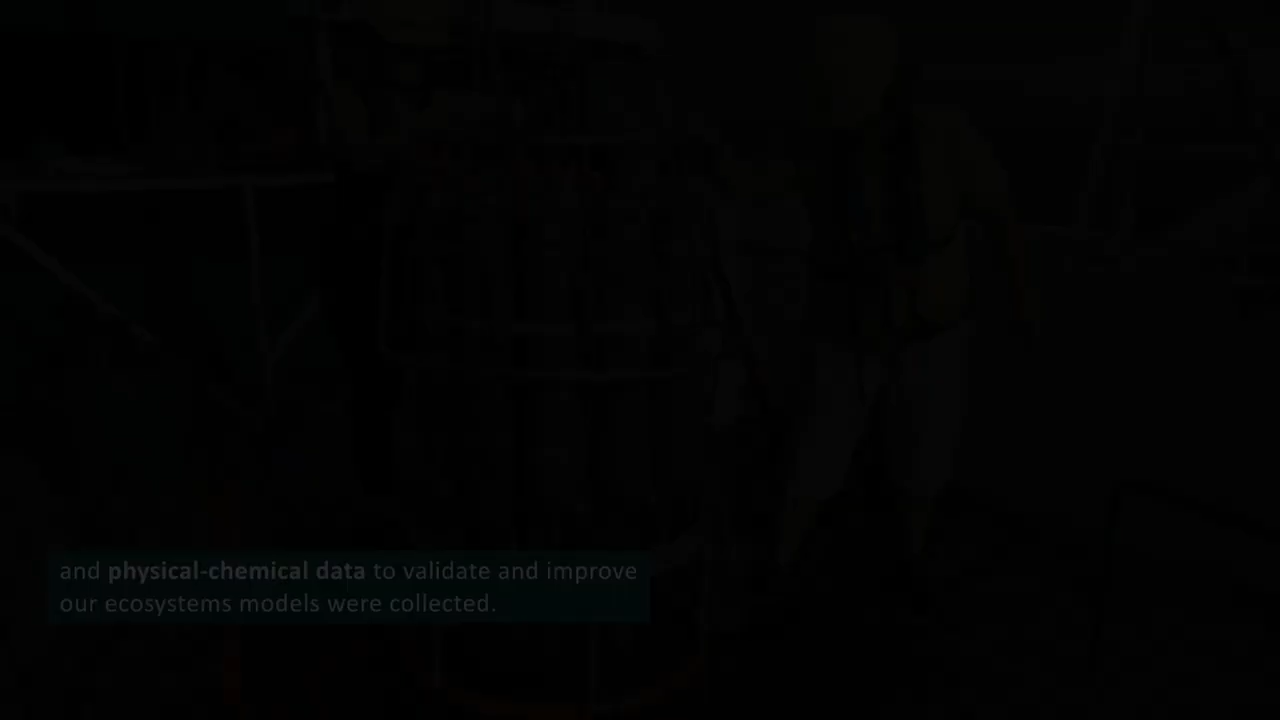 and physical-chemical data to validate and improve
our ecosystems models were collected.